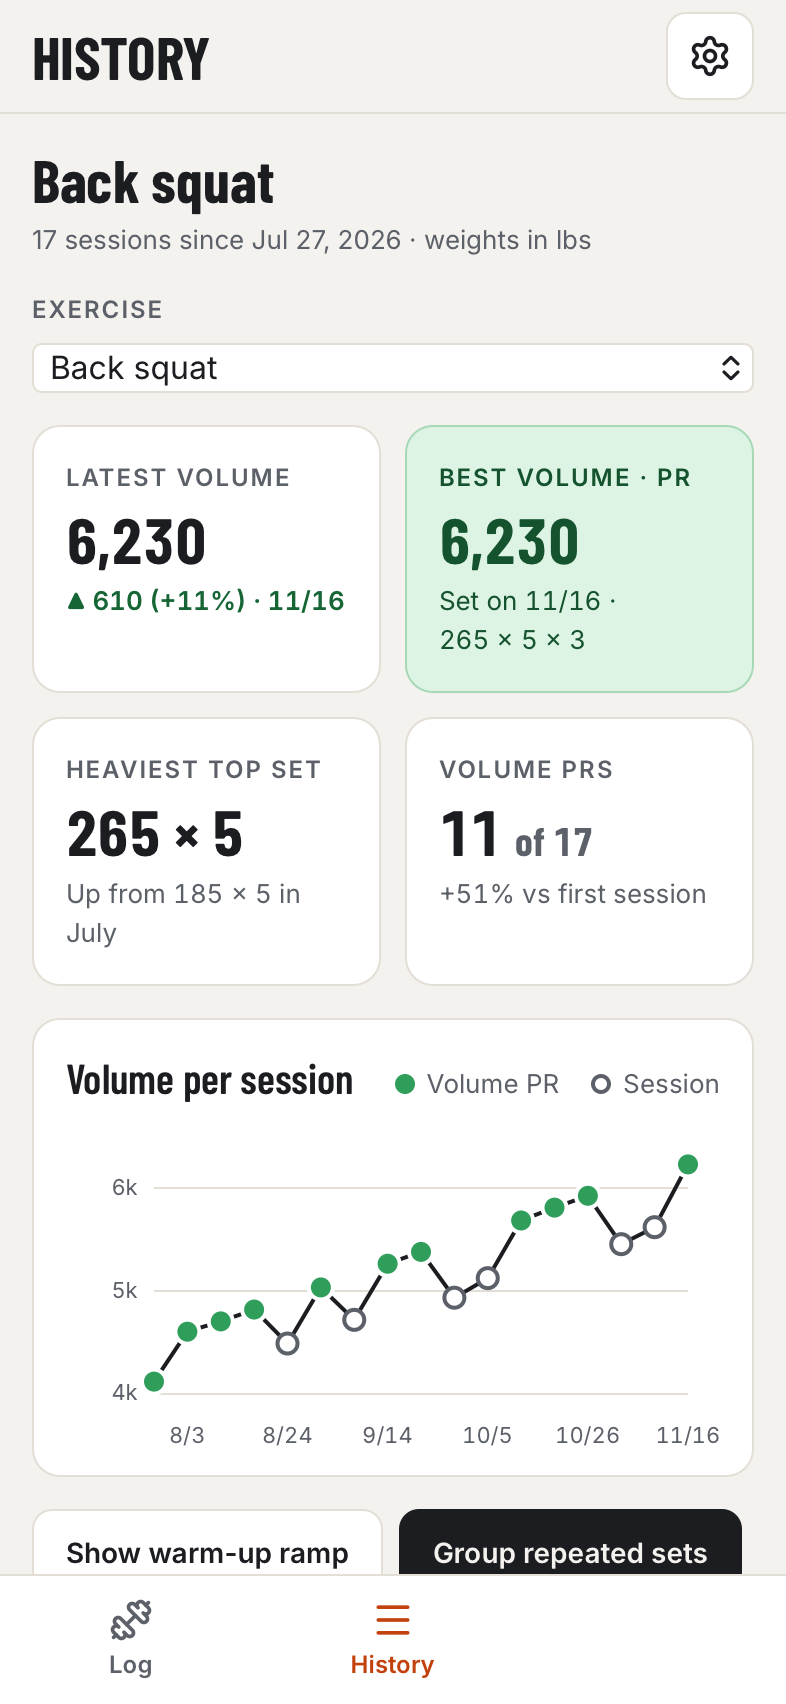 HISTORY
Back squat
17 sessions since Jul 27, 2026 · weights in lbs
EXERCISE
Back squat
LATEST VOLUME
6,230
▲ 610 (+11%) · 11/16
BEST VOLUME · PR
6,230
Set on 11/16 ·
265 × 5 × 3
HEAVIEST TOP SET
265 × 5
Up from 185 × 5 in
July
VOLUME PRS
11 of 17
+51% vs first session
Volume per session
Volume PR
Session
6k
5k
4k
8/3 8/24 9/14 10/5 10/26 11/16
Show warm-up ramp
Group repeated sets
Log
History